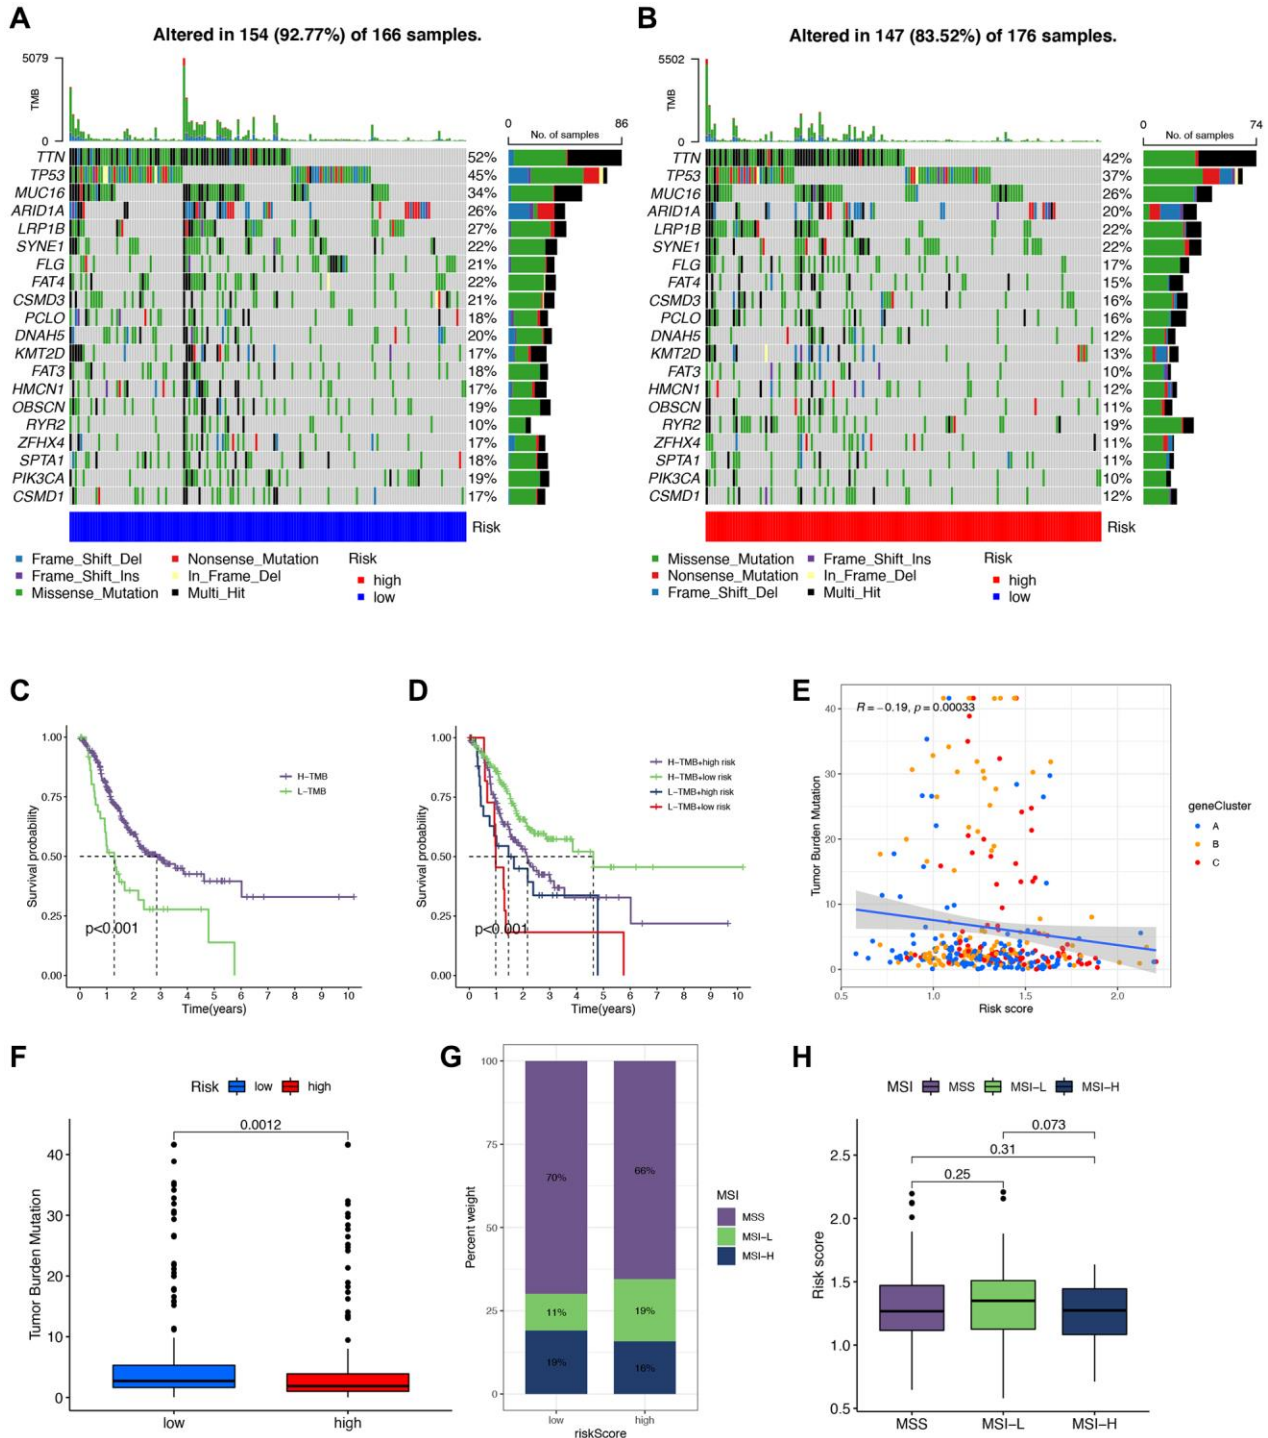 A
Altered in 154 (92.77%) of 166 samples.
5079
TMB
0
0 86
No. of samples
TTN 52%
TP53 45%
MUC16 34%
ARID1A 26%
LRP1B 27%
SYNE1 22%
FLG 21%
FAT4 22%
CSMD3 21%
PCLO 18%
DNAH5 20%
KMT2D 17%
FAT3 18%
HMCN1 17%
OBSCN 19%
RYR2 10%
ZFHX4 17%
SPTA1 18%
PIK3CA 19%
CSMD1 17%
Risk
Frame_Shift_Del Nonsense_Mutation Risk
Frame_Shift_Ins In_Frame_Del high
Missense_Mutation Multi_Hit low
B
Altered in 147 (83.52%) of 176 samples.
5502
TMB
0
0 74
No. of samples
TTN 42%
TP53 37%
MUC16 26%
ARID1A 20%
LRP1B 22%
SYNE1 22%
FLG 17%
FAT4 15%
CSMD3 16%
PCLO 16%
DNAH5 12%
KMT2D 13%
FAT3 10%
HMCN1 12%
OBSCN 11%
RYR2 19%
ZFHX4 11%
SPTA1 11%
PIK3CA 10%
CSMD1 12%
Risk
Missense_Mutation Frame_Shift_Ins Risk
Nonsense_Mutation In_Frame_Del high
Frame_Shift_Del Multi_Hit low
C
Survival probability
1.00
0.75
0.50
0.25
0.00
H-TMB
L-TMB
p<0.001
0 1 2 3 4 5 6 7 8 9 10
Time(years)
D
Survival probability
1.00
0.75
0.50
0.25
0.00
H-TMB+high risk
H-TMB+low risk
L-TMB+high risk
L-TMB+low risk
p<0.001
0 1 2 3 4 5 6 7 8 9 10
Time(years)
E
R = −0.19, p = 0.00033
Tumor Burden Mutation
40
30
20
10
0
0.5 1.0 1.5 2.0
Risk score
geneCluster
A
B
C
F
Risk low high
0.0012
Tumor Burden Mutation
40
30
20
10
0
low high
G
Percent weight
100
75
50
25
0
70% 66%
11% 19%
19% 16%
low high
riskScore
MSI
MSS
MSI-L
MSI-H
H
MSI MSS MSI-L MSI-H
0.073
0.31
0.25
Risk score
2.5
2.0
1.5
1.0
0.5
MSS MSI-L MSI-H